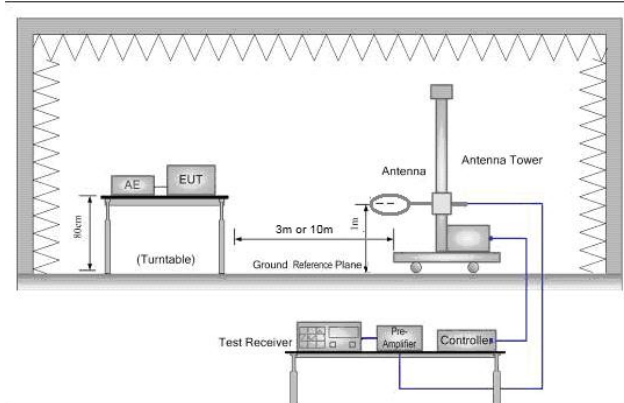 Antenna
Antenna Tower
AE
EUT
80cm
3m or 10m
1m
(Turntable)
Ground Reference Plane
Test Receiver
Pre-
Amplifier
Controller